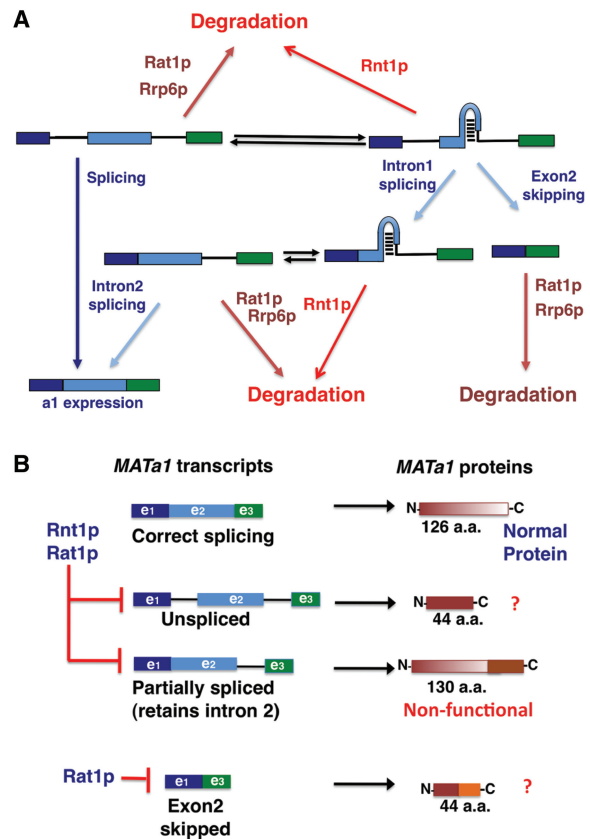 A
Degradation
Rat1p
Rrp6p
Rnt1p
Splicing
Intron1
splicing
Exon2
skipping
Intron2
splicing
Rat1p
Rrp6p
Rnt1p
Rat1p
Rrp6p
a1 expression
Degradation
Degradation
B
MATa1 transcripts
MATa1 proteins
e1 e2 e3
N- -C
Correct splicing
126 a.a.
Normal
Protein
Rnt1p
Rat1p
e1 e2 e3
N- -C ?
Unspliced
44 a.a.
e1 e2 e3
N- -C
Partially spliced
(retains intron 2)
130 a.a.
Non-functional
Rat1p
e1 e3
N- -C ?
Exon2
skipped
44 a.a.